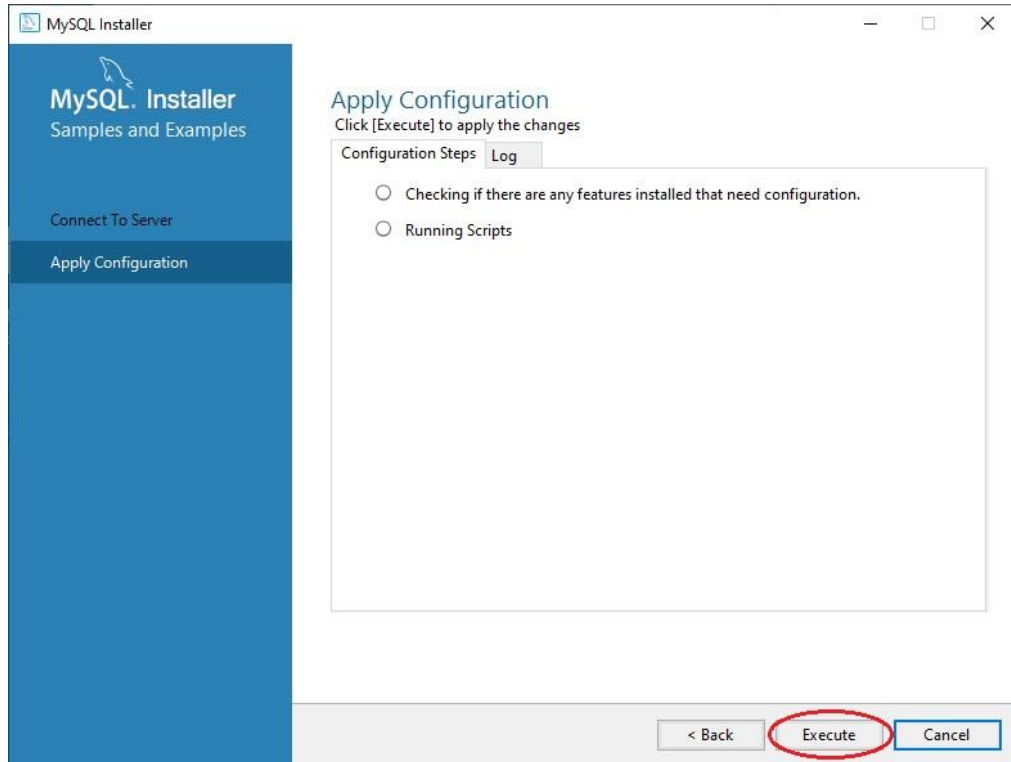 MySQL Installer
MySQL. Installer
Samples and Examples
Connect To Server
Apply Configuration
Apply Configuration
Click [Execute] to apply the changes
Configuration Steps Log
Checking if there are any features installed that need configuration.
Running Scripts
< Back Execute Cancel